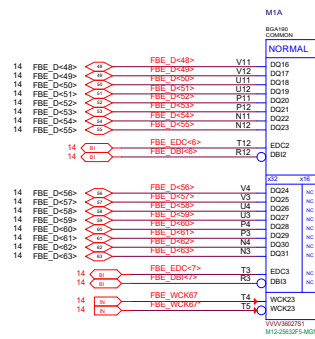 M1A
BGA190
COMMON
NORMAL
14 FBE_D<48> 48 FBE_D<48> V11 DQ16
14 FBE_D<49> 49 FBE_D<49> V12 DQ17
14 FBE_D<50> 50 FBE_D<50> U11 DQ18
14 FBE_D<51> 51 FBE_D<51> U12 DQ19
14 FBE_D<52> 52 FBE_D<52> P11 DQ20
14 FBE_D<53> 53 FBE_D<53> P12 DQ21
14 FBE_D<54> 54 FBE_D<54> N11 DQ22
14 FBE_D<55> 55 FBE_D<55> N12 DQ23
14 BI FBE_EDC<6> T12 EDC2
14 BI FBE_DBI<6> R12 DBI2
x32 x16
14 FBE_D<56> 56 FBE_D<56> V4 DQ24 NC
14 FBE_D<57> 57 FBE_D<57> V3 DQ25 NC
14 FBE_D<58> 58 FBE_D<58> U4 DQ26 NC
14 FBE_D<59> 59 FBE_D<59> U3 DQ27 NC
14 FBE_D<60> 60 FBE_D<60> P4 DQ28 NC
14 FBE_D<61> 61 FBE_D<61> P3 DQ29 NC
14 FBE_D<62> 62 FBE_D<62> N4 DQ30 NC
14 FBE_D<63> 63 FBE_D<63> N3 DQ31 NC
14 BI FBE_EDC<7> T3 EDC3 NC
14 BI FBE_DBI<7> R3 DBI3 NC
14 IN FBE_WCK67 T4 WCK23
14 IN FBE_WCK67* T5 WCK23
VVVV36027S1